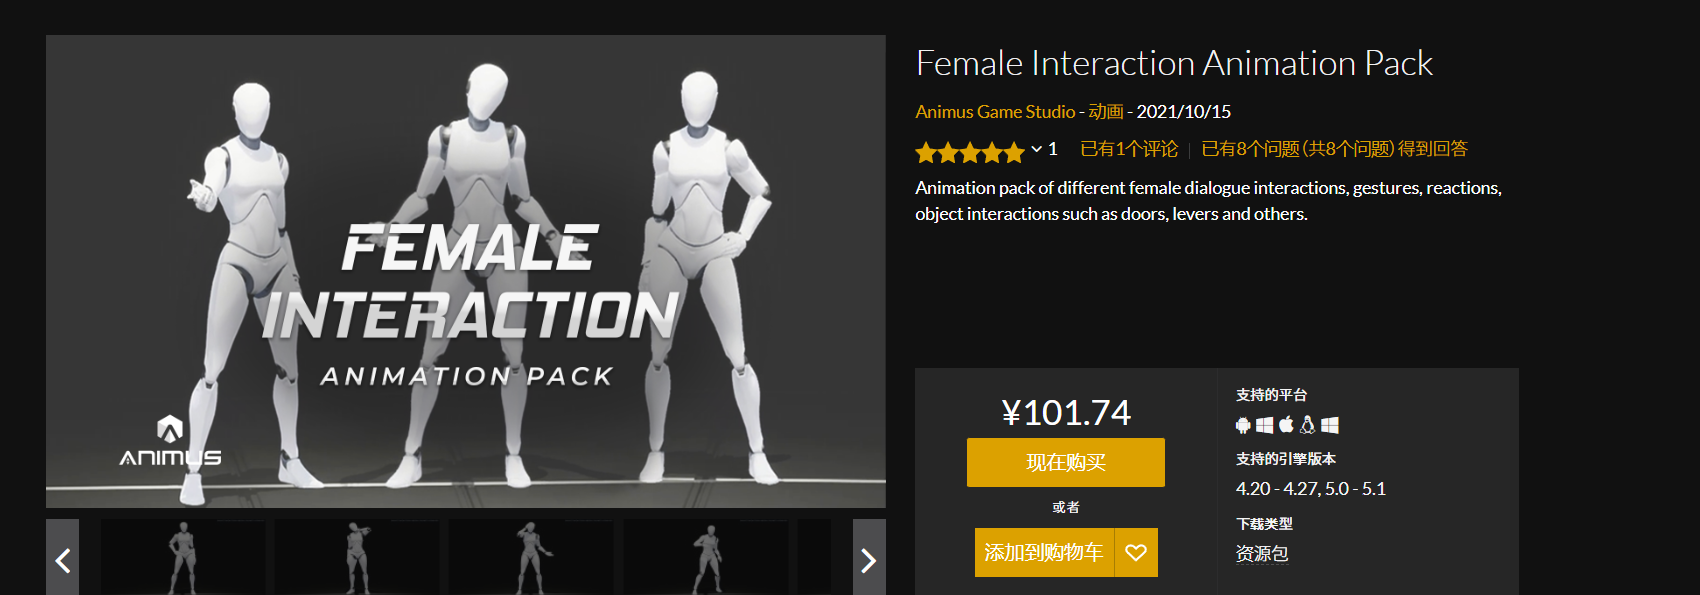 FEMALE
INTERACTION
ANIMATION PACK
ANIMUS
Female Interaction Animation Pack
Animus Game Studio - 动画 - 2021/10/15
1 已有1个评论 | 已有8个问题 (共8个问题) 得到回答
Animation pack of different female dialogue interactions, gestures, reactions,
object interactions such as doors, levers and others.
¥101.74
现在购买
或者
添加到购物车
支持的平台
支持的引擎版本
4.20 - 4.27, 5.0 - 5.1
下载类型
资源包